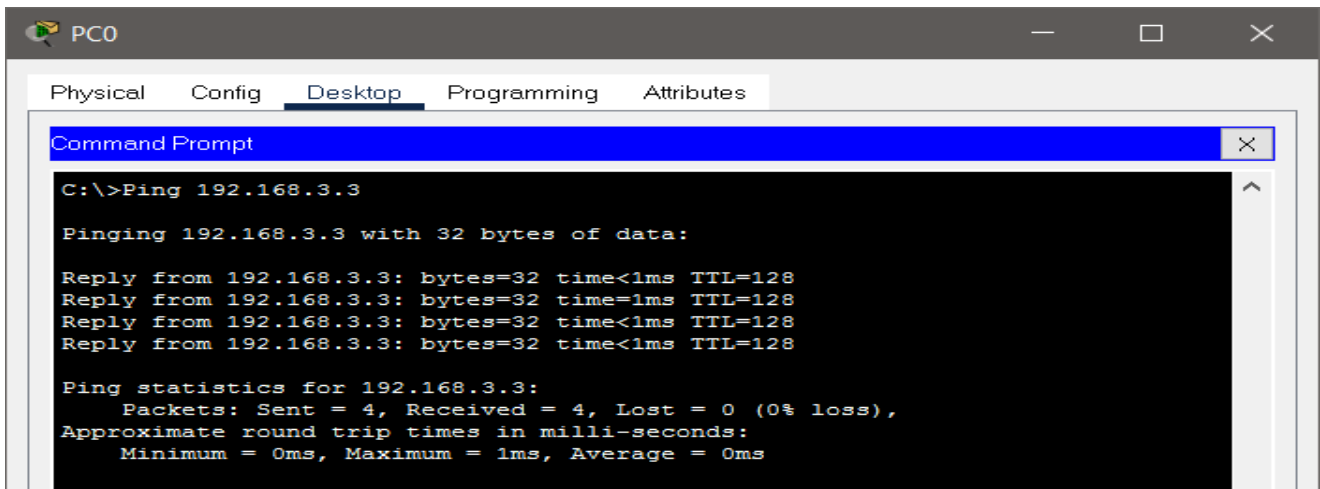 PC0
Physical Config Desktop Programming Attributes
Command Prompt
C:\>Ping 192.168.3.3
Pinging 192.168.3.3 with 32 bytes of data:
Reply from 192.168.3.3: bytes=32 time<1ms TTL=128
Reply from 192.168.3.3: bytes=32 time=1ms TTL=128
Reply from 192.168.3.3: bytes=32 time<1ms TTL=128
Reply from 192.168.3.3: bytes=32 time<1ms TTL=128
Ping statistics for 192.168.3.3:
Packets: Sent = 4, Received = 4, Lost = 0 (0% loss),
Approximate round trip times in milli-seconds:
Minimum = 0ms, Maximum = 1ms, Average = 0ms